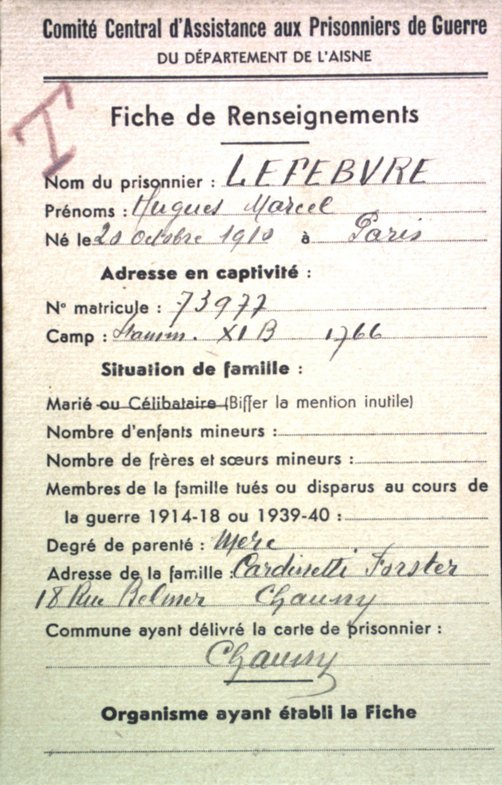 Comité Central d'Assistance aux Prisonniers de Guerre
DU DÉPARTEMENT DE L'AISNE
I
Fiche de Renseignements
Nom du prisonnier : LEFEBVRE
Prénoms : Hugues Marcel
Né le 20 Octobre 1910 à Paris
Adresse en captivité :
N° matricule : 73977
Camp : XI B 1766
Situation de famille :
Marié ou Célibataire (Biffer la mention inutile)
Nombre d'enfants mineurs :
Nombre de frères et sœurs mineurs :
Membres de la famille tués ou disparus au cours de
la guerre 1914-18 ou 1939-40 :
Degré de parenté : Mère
Adresse de la famille : Cardinetti Forster
18 Rue Chauny
Commune ayant délivré la carte de prisonnier :
Chauny
Organisme ayant établi la Fiche